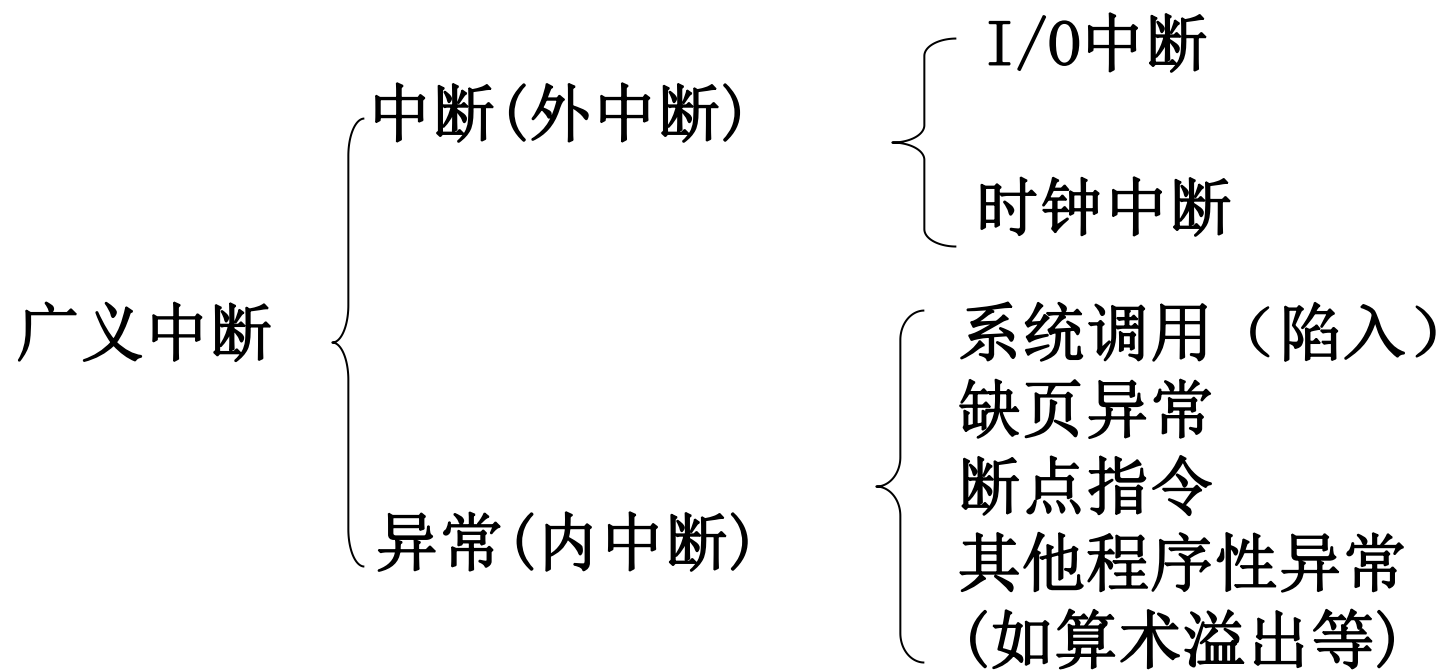 I/O中断
中断(外中断)
时钟中断
广义中断
系统调用（陷入）
缺页异常
断点指令
异常(内中断)
其他程序性异常
(如算术溢出等)